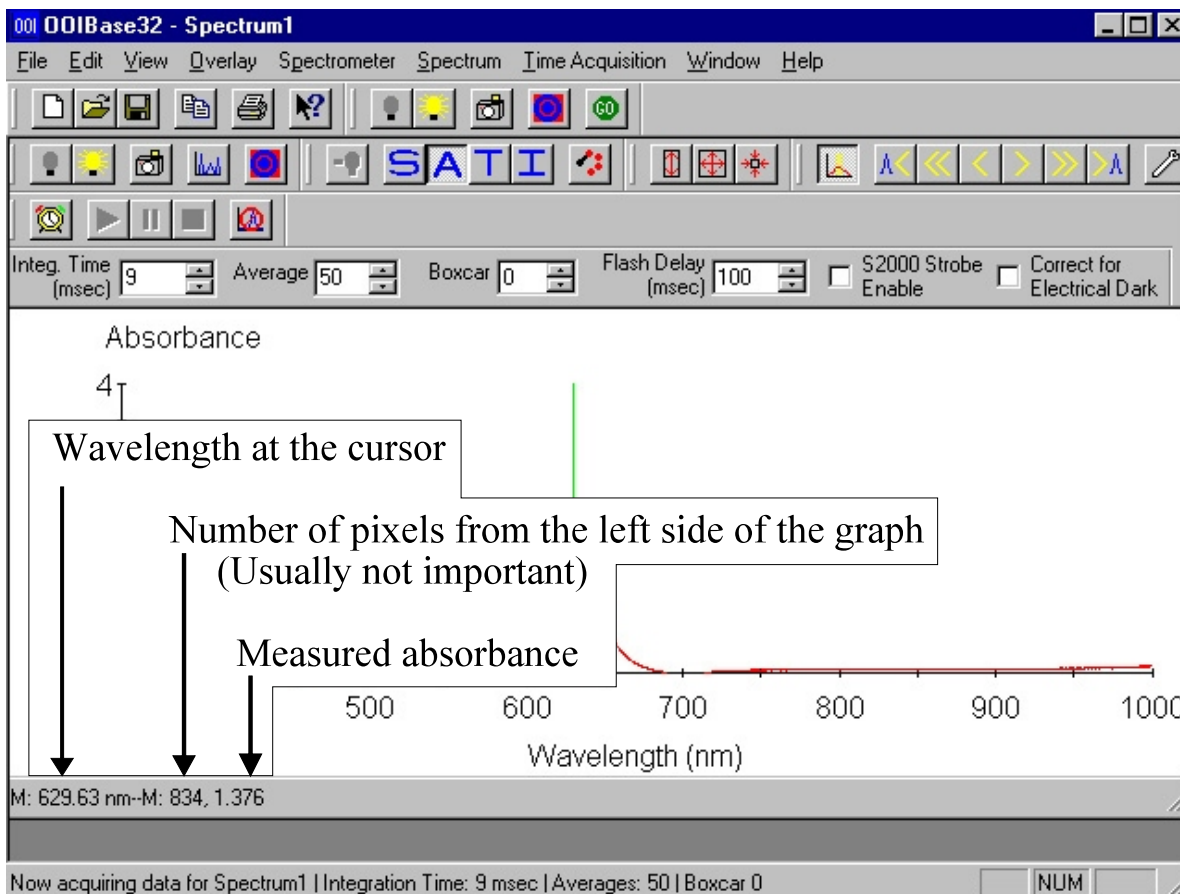 OOI OOIBase32 - Spectrum1
File Edit View Overlay Spectrometer Spectrum Time Acquisition Window Help
GO
S A T I
Integ. Time (msec) 9 Average 50 Boxcar 0 Flash Delay (msec) 100 S2000 Strobe Enable Correct for Electrical Dark
Absorbance
4
Wavelength at the cursor
Number of pixels from the left side of the graph
(Usually not important)
Measured absorbance
500 600 700 800 900 1000
Wavelength (nm)
M: 629.63 nm--M: 834, 1.376
Now acquiring data for Spectrum1 | Integration Time: 9 msec | Averages: 50 | Boxcar 0 NUM